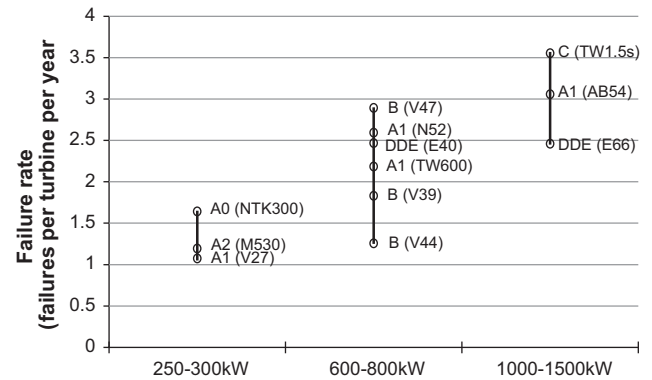 4
3.5
3
2.5
2
1.5
1
0.5
0
Failure rate
(failures per turbine per year
A0 (NTK300)
A2 (M530)
A1 (V27)
B (V47)
A1 (N52)
DDE (E40)
A1 (TW600)
B (V39)
B (V44)
C (TW1.5s)
A1 (AB54)
DDE (E66)
250-300kW
600-800kW
1000-1500kW